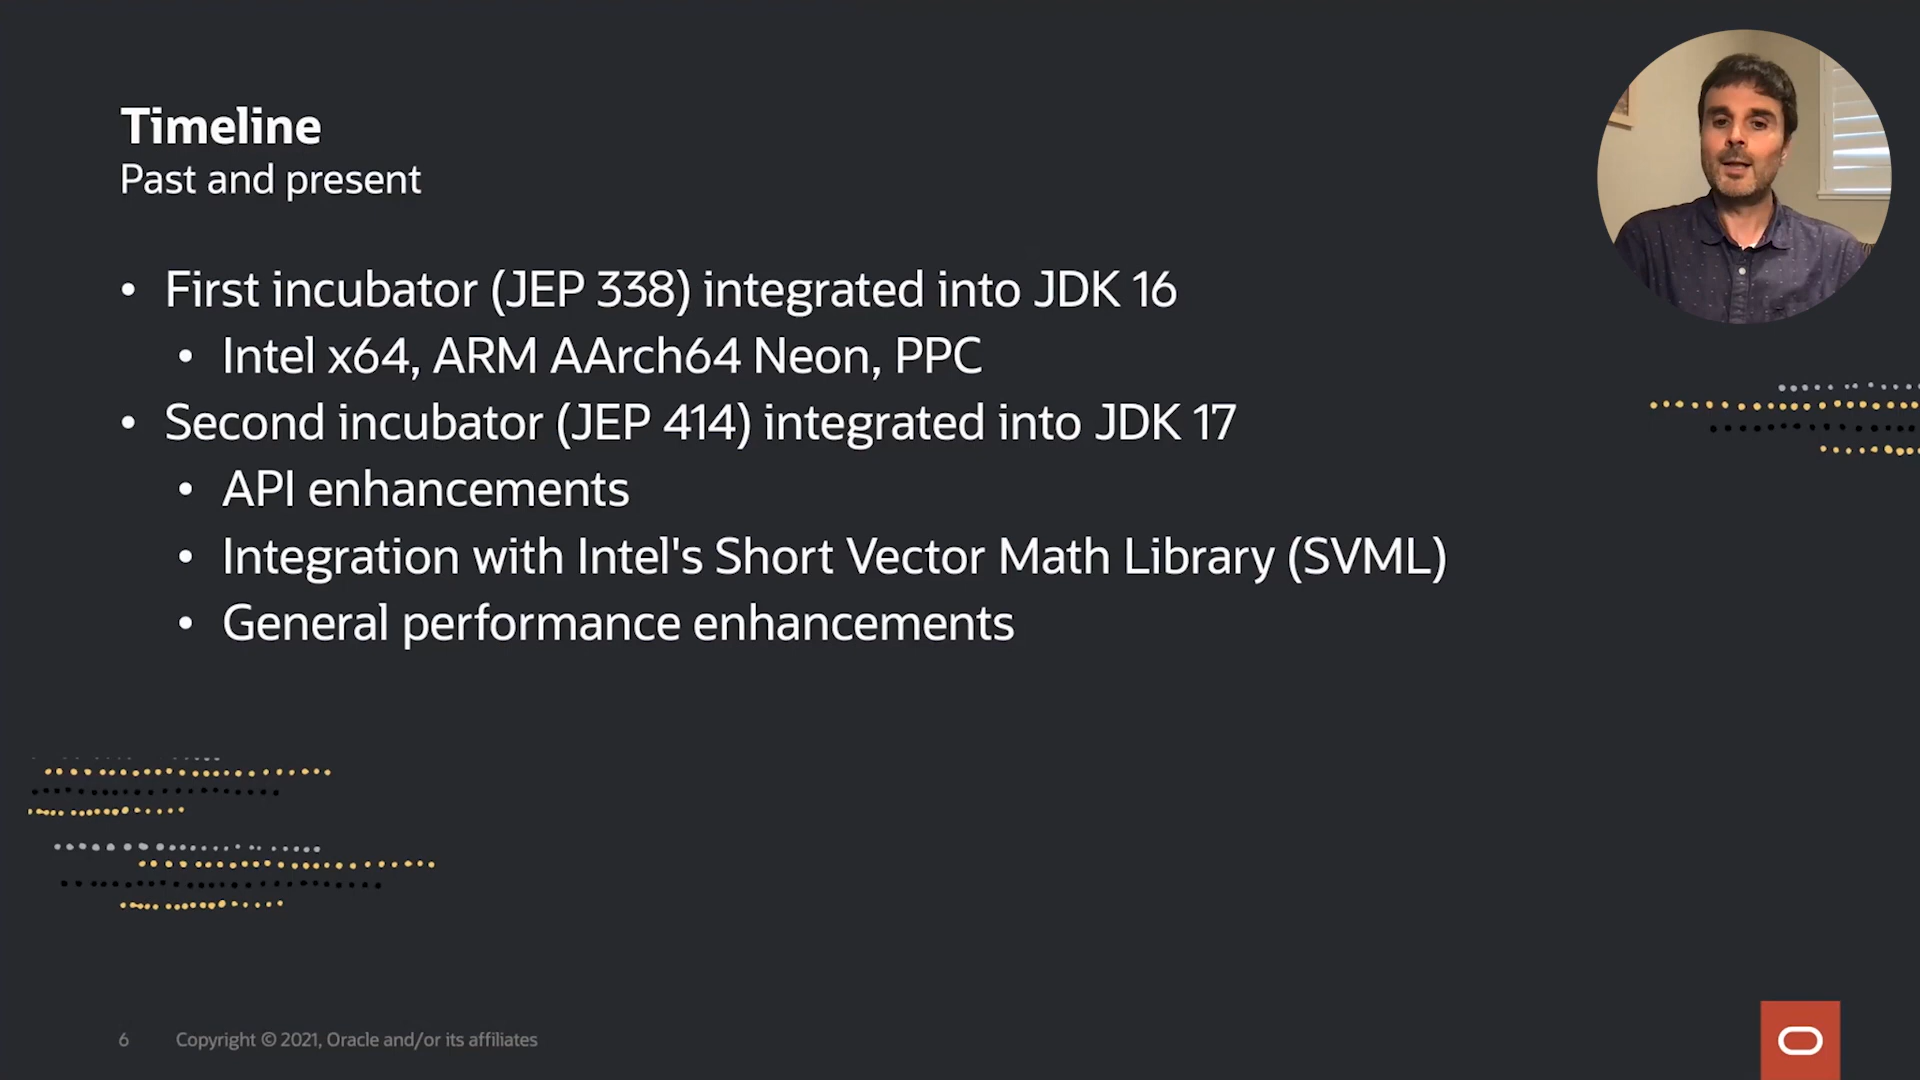 Timeline
Past and present
• First incubator (JEP 338) integrated into JDK 16
• Intel x64, ARM AArch64 Neon, PPC
• Second incubator (JEP 414) integrated into JDK 17
• API enhancements
• Integration with Intel's Short Vector Math Library (SVML)
• General performance enhancements
6 Copyright © 2021, Oracle and/or its affiliates